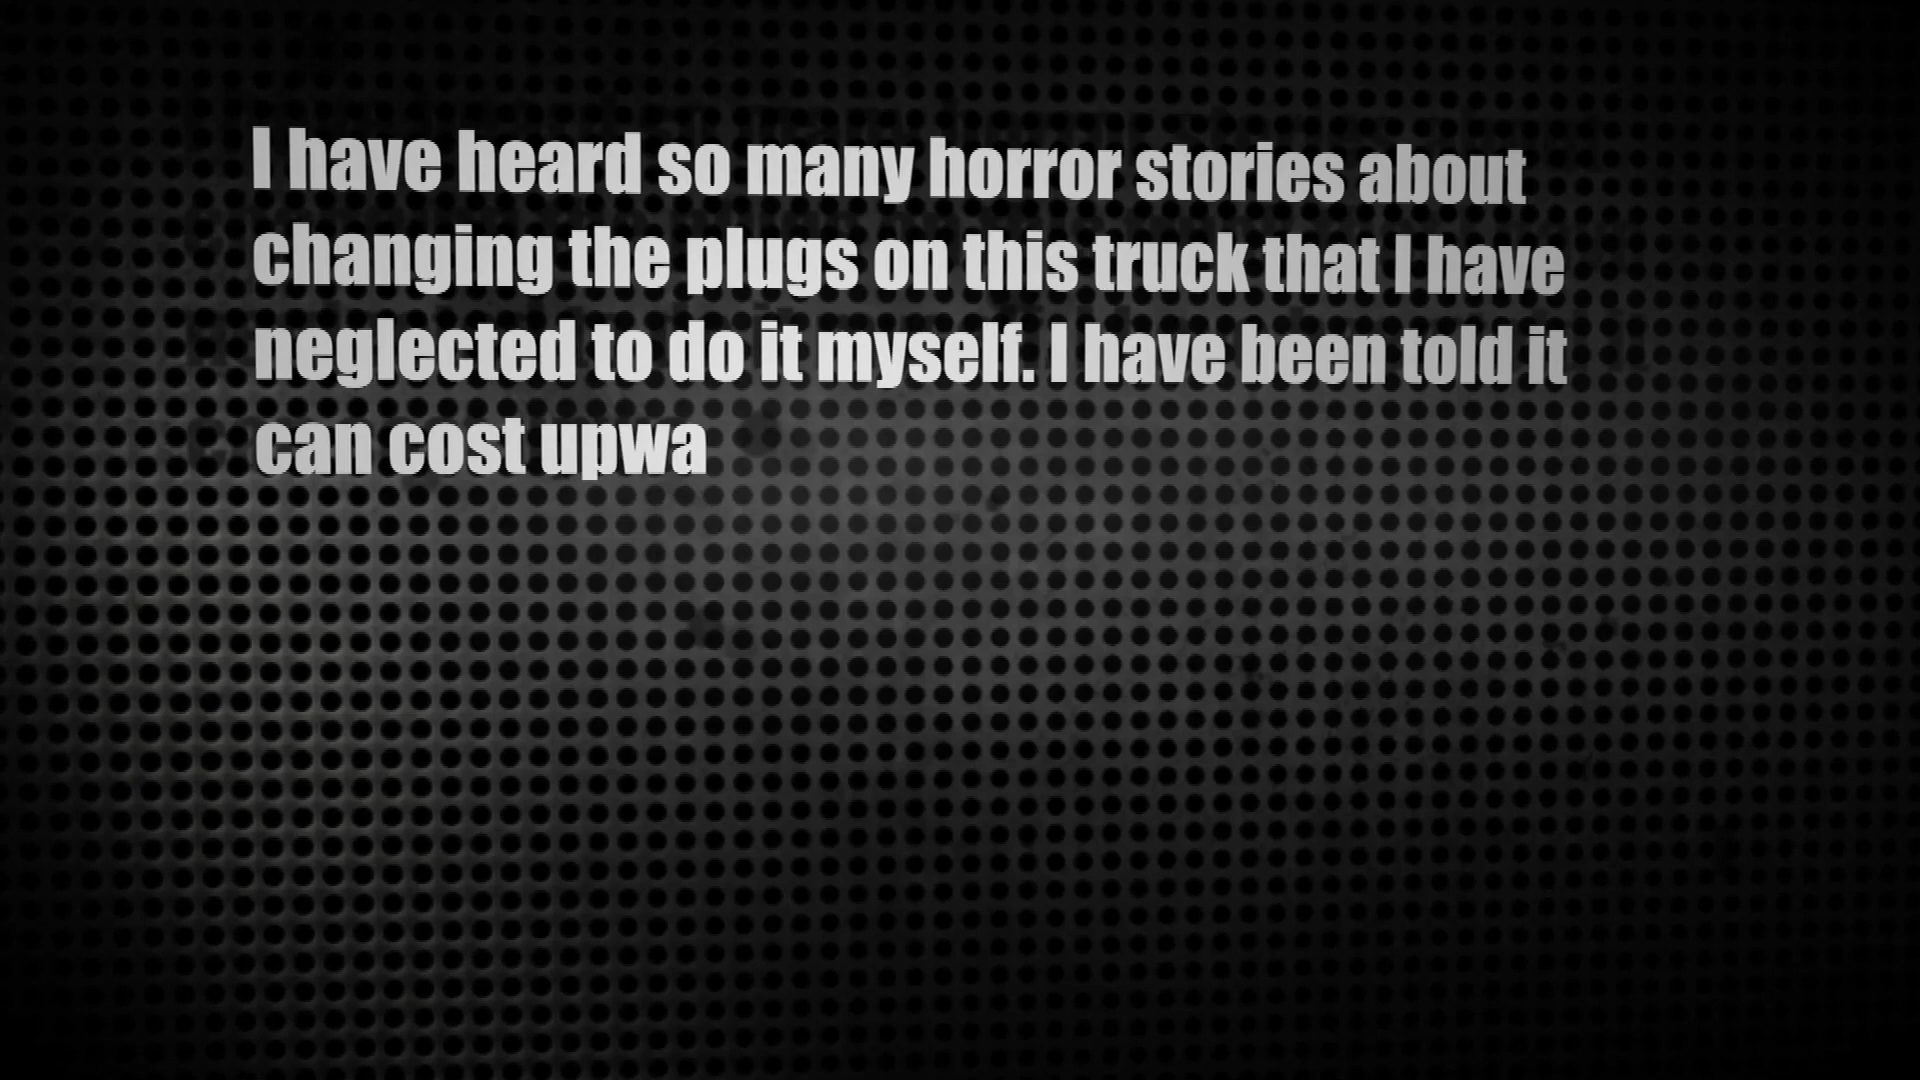 I have heard so many horror stories about
changing the plugs on this truck that I have
neglected to do it myself. I have been told it
can cost upwa